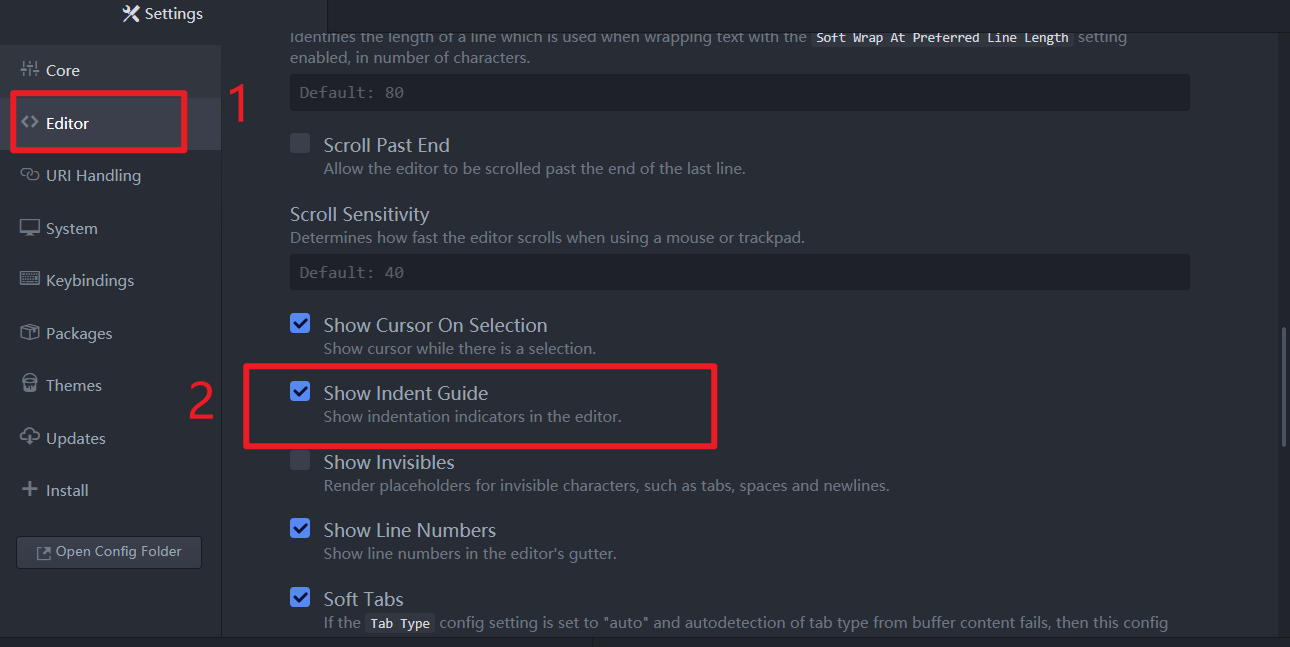 Settings
Core
Editor
URI Handling
System
Keybindings
Packages
Themes
Updates
Install
Open Config Folder
1
2
Identifies the length of a line which is used when wrapping text with the Soft Wrap At Preferred Line Length setting
enabled, in number of characters.
Default: 80
Scroll Past End
Allow the editor to be scrolled past the end of the last line.
Scroll Sensitivity
Determines how fast the editor scrolls when using a mouse or trackpad.
Default: 40
Show Cursor On Selection
Show cursor while there is a selection.
Show Indent Guide
Show indentation indicators in the editor.
Show Invisibles
Render placeholders for invisible characters, such as tabs, spaces and newlines.
Show Line Numbers
Show line numbers in the editor's gutter.
Soft Tabs
If the Tab Type config setting is set to "auto" and autodetection of tab type from buffer content fails, then this config